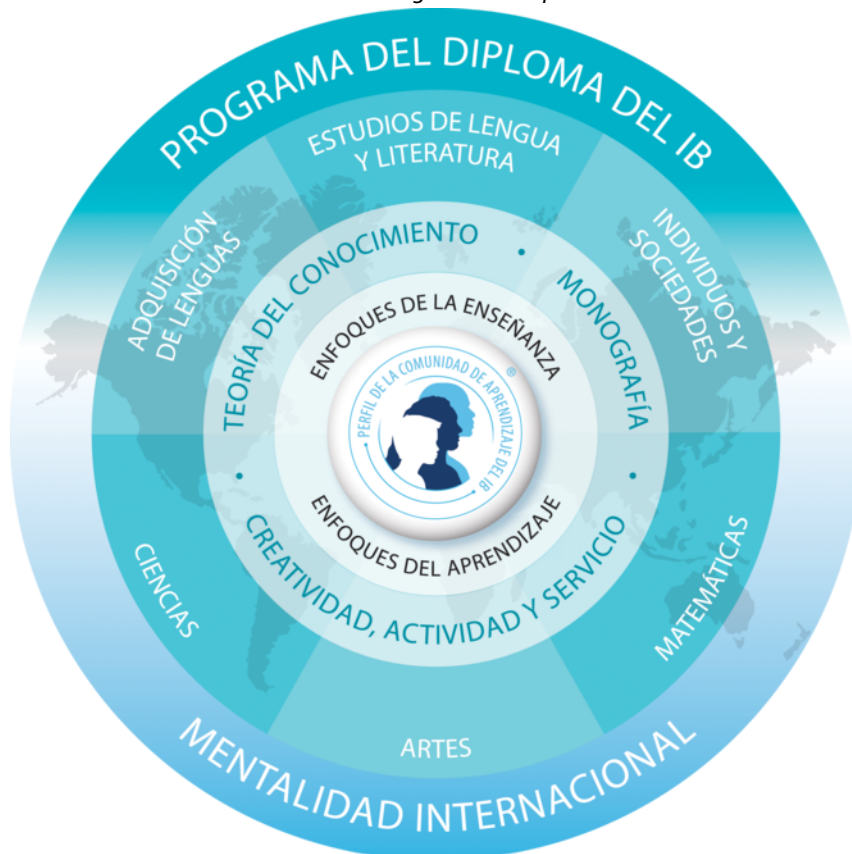 PROGRAMA DEL DIPLOMA DEL IB
ESTUDIOS DE LENGUA
Y LITERATURA
ADQUISICIÓN
DE LENGUAS
INDIVIDUOS Y
SOCIEDADES
TEORÍA DEL CONOCIMIENTO
•
MONOGRAFÍA
•
ENFOQUES DE LA ENSEÑANZA
• PERFIL DE LA COMUNIDAD DE APRENDIZAJE DEL IB •
®
ENFOQUES DEL APRENDIZAJE
•
CREATIVIDAD, ACTIVIDAD Y SERVICIO
CIENCIAS
MATEMÁTICAS
ARTES
MENTALIDAD INTERNACIONAL